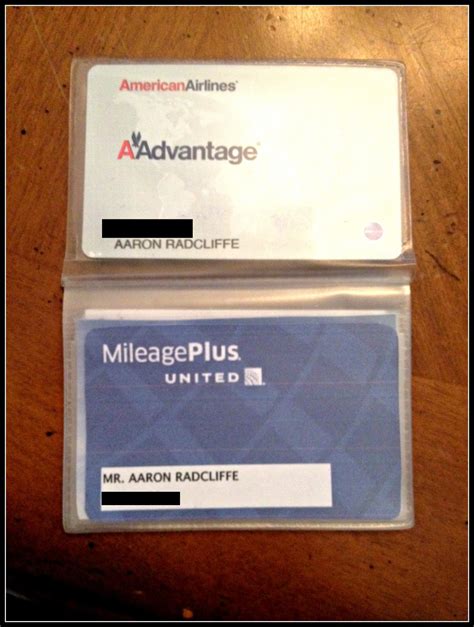 AmericanAirlines
AAdvantage
AARON RADCLIFFE
MileagePlus
UNITED
MR. AARON RADCLIFFE